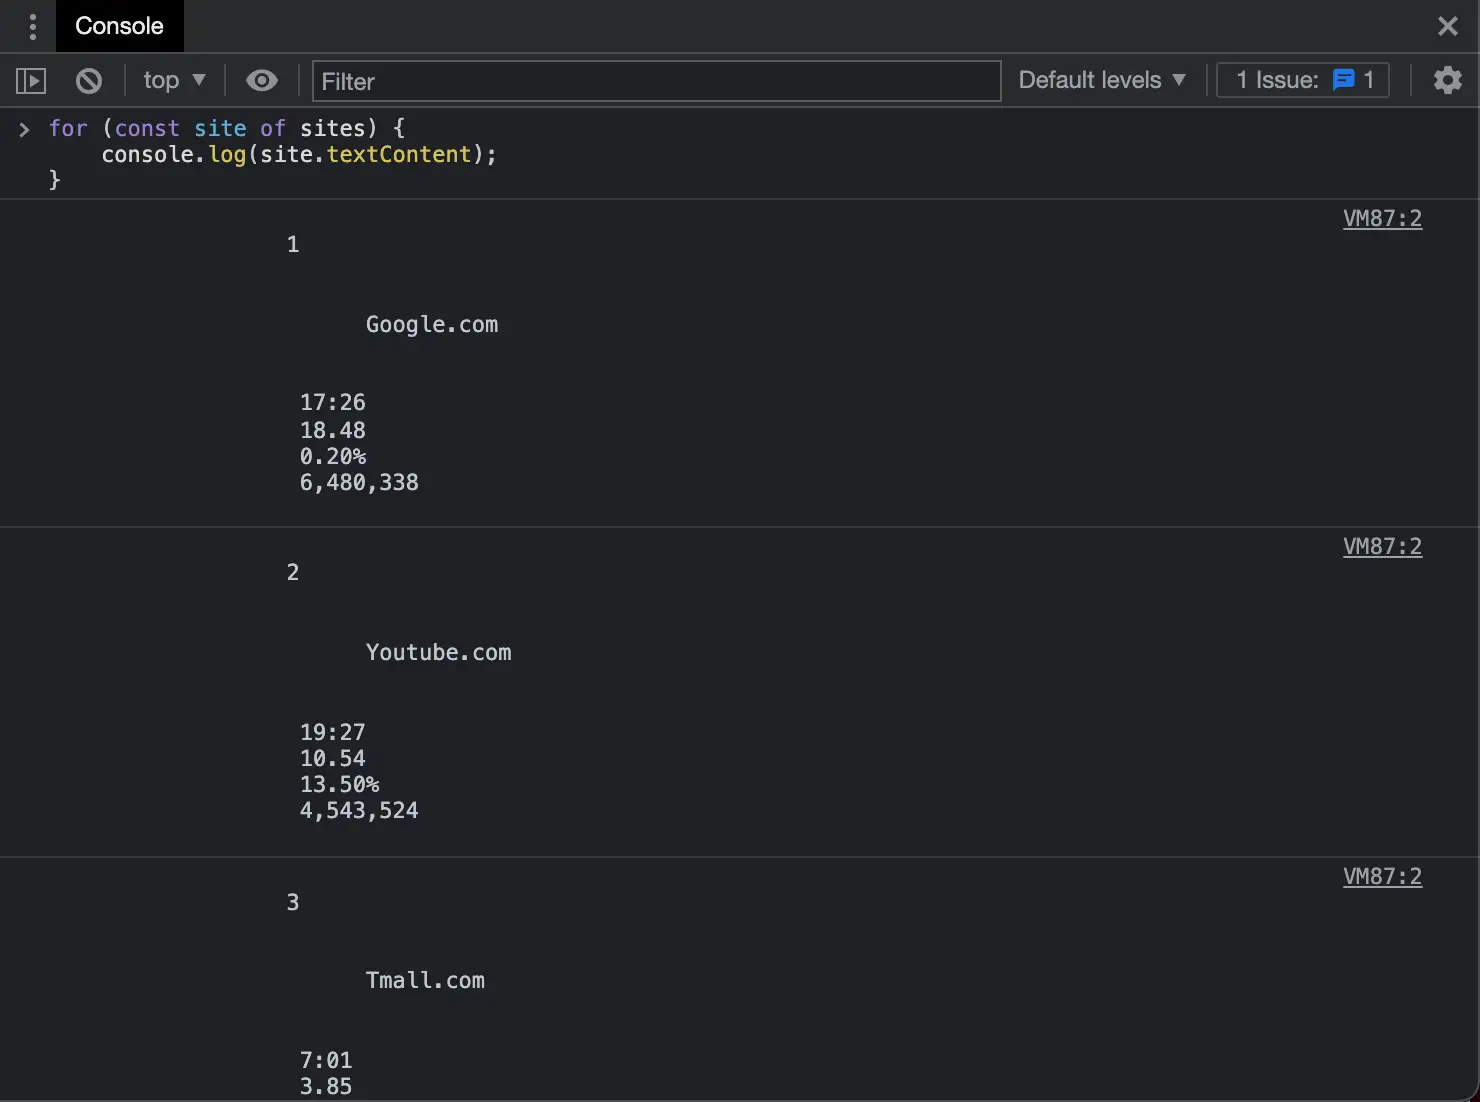 Console
top Filter Default levels 1 Issue: 1
for (const site of sites) {
console.log(site.textContent);
}
VM87:2
1
Google.com
17:26
18.48
0.20%
6,480,338
VM87:2
2
Youtube.com
19:27
10.54
13.50%
4,543,524
VM87:2
3
Tmall.com
7:01
3.85